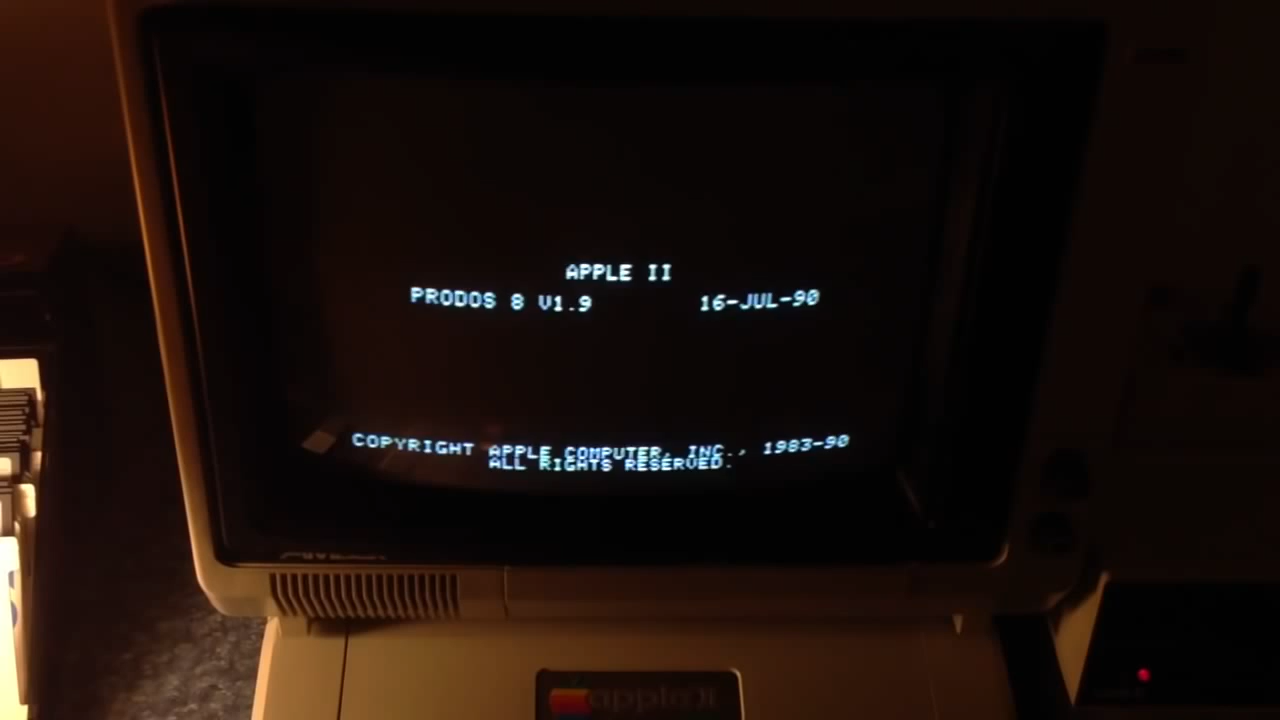 APPLE II
PRODOS 8 V1.9 16-JUL-90
COPYRIGHT APPLE COMPUTER, INC., 1983-90
ALL RIGHTS RESERVED.
apple ][